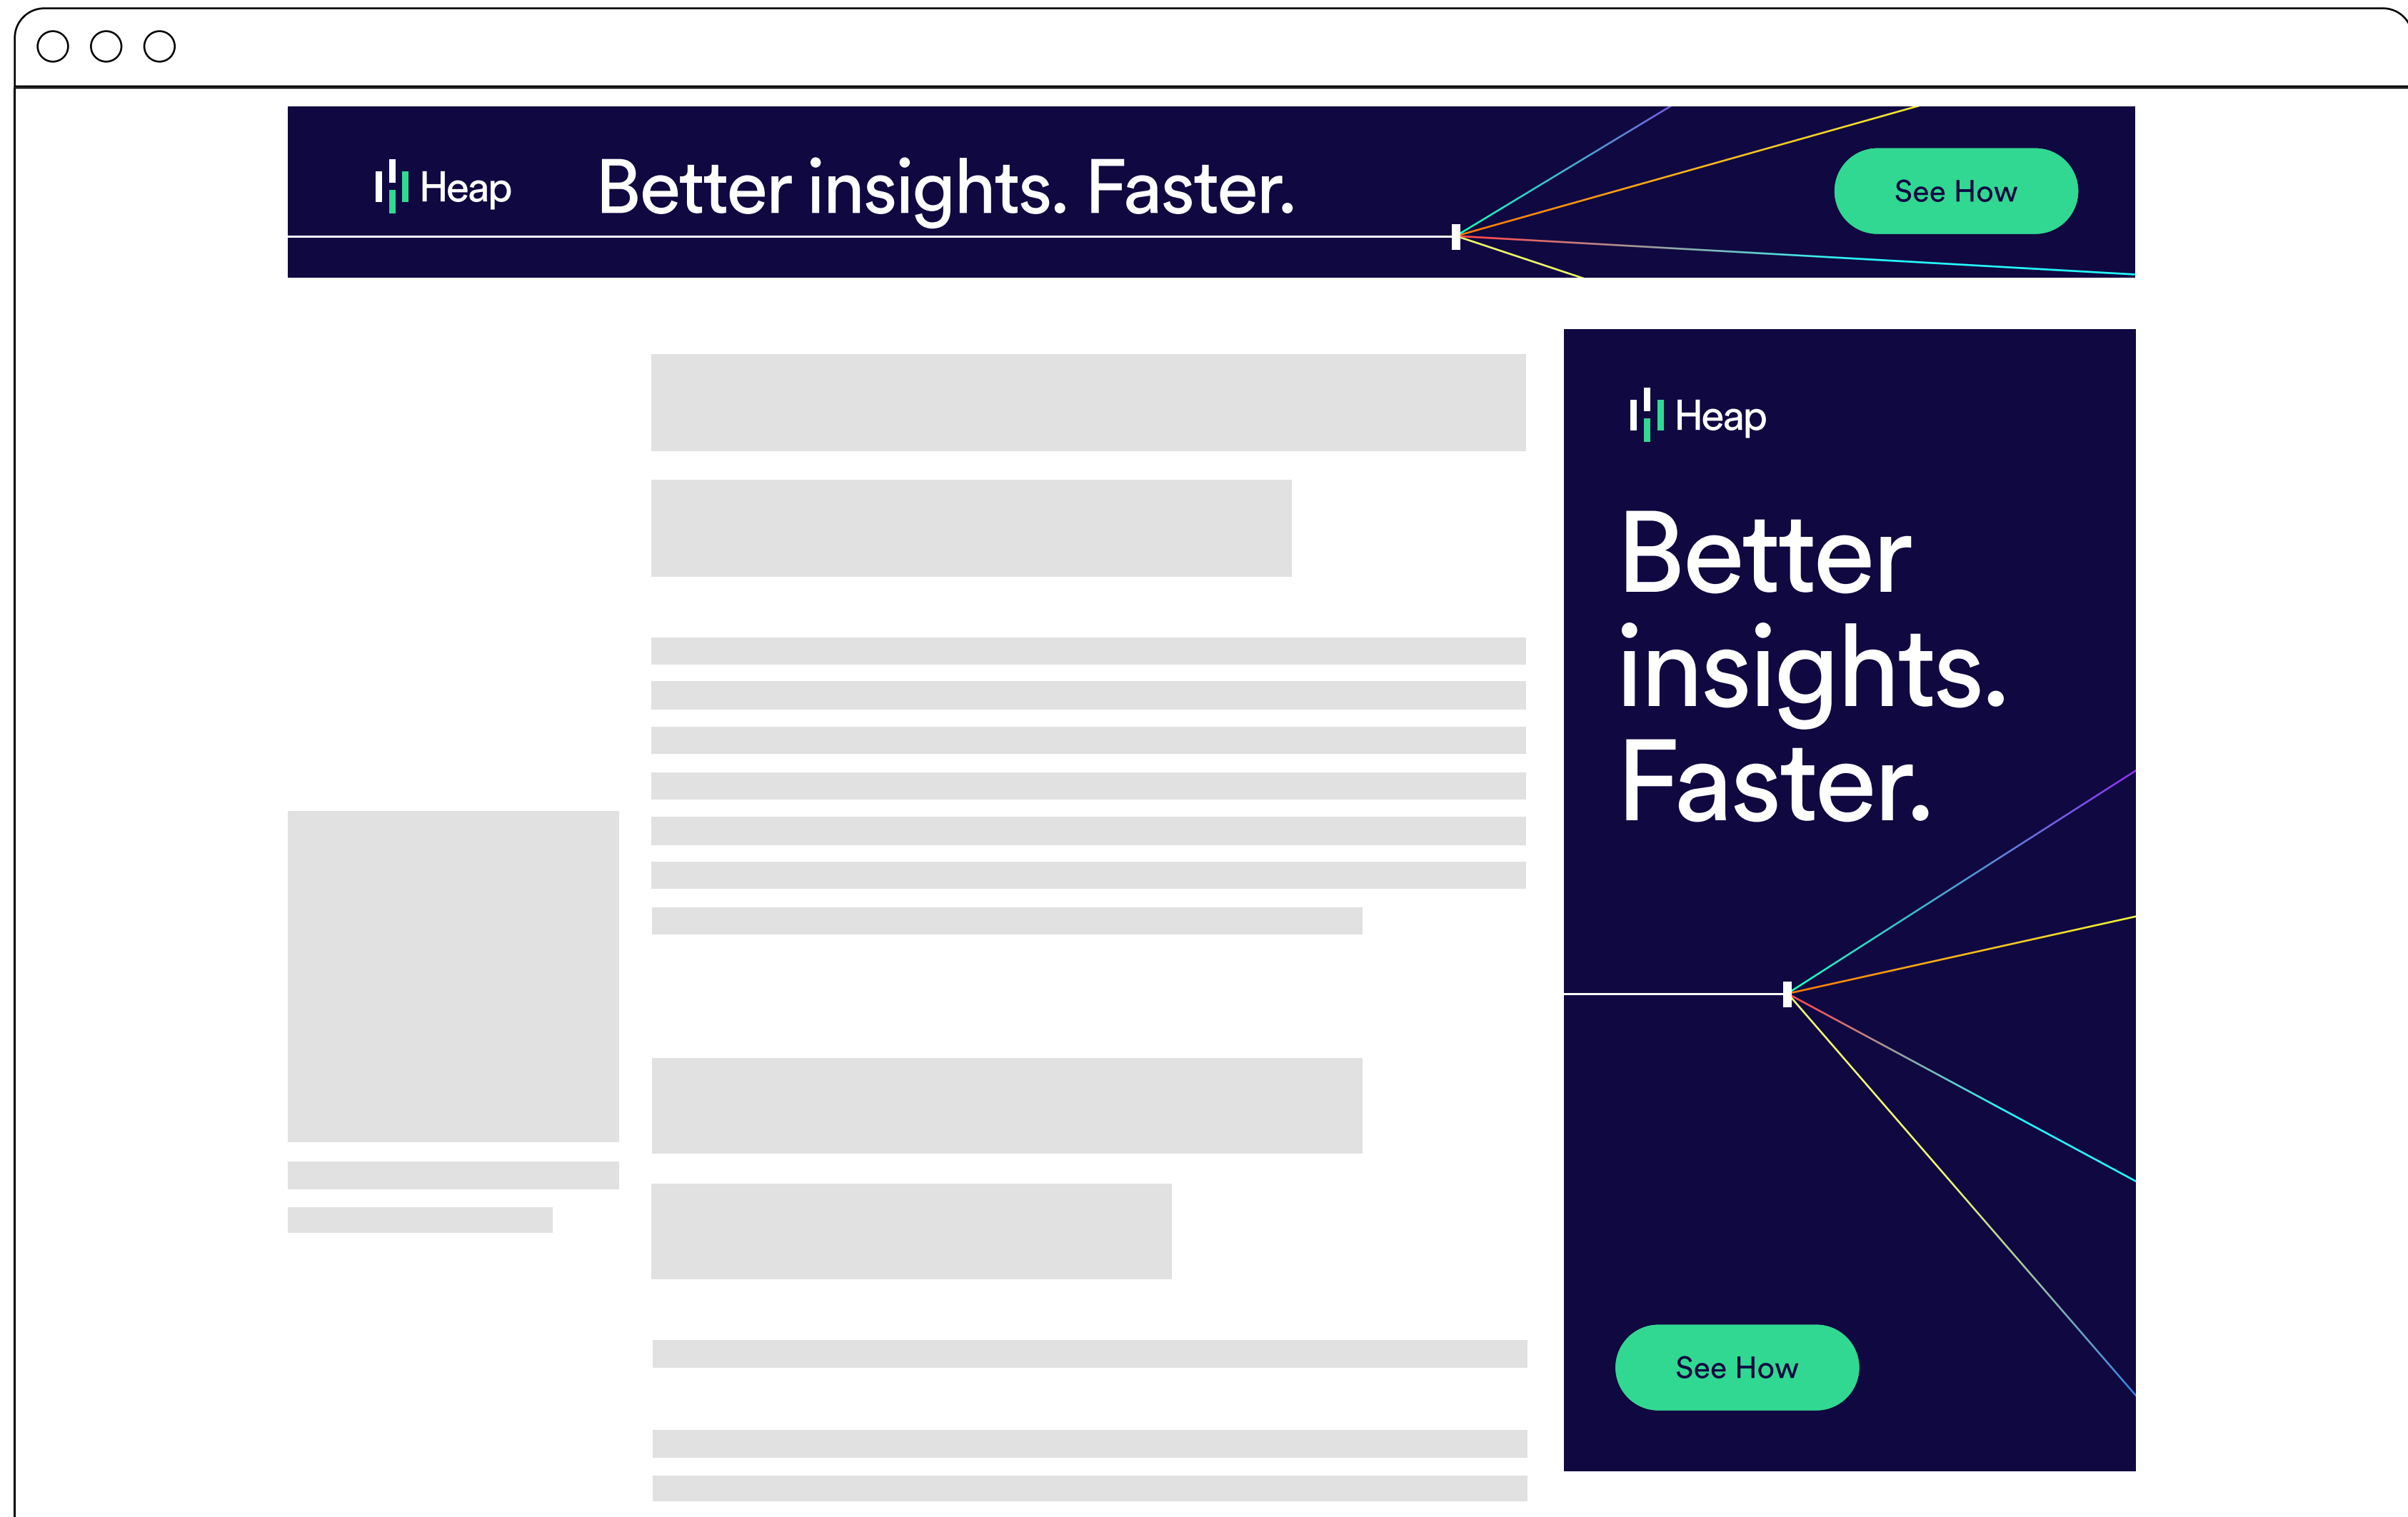 Heap
Better insights. Faster.
See How
Heap
Better
insights.
Faster.
See How